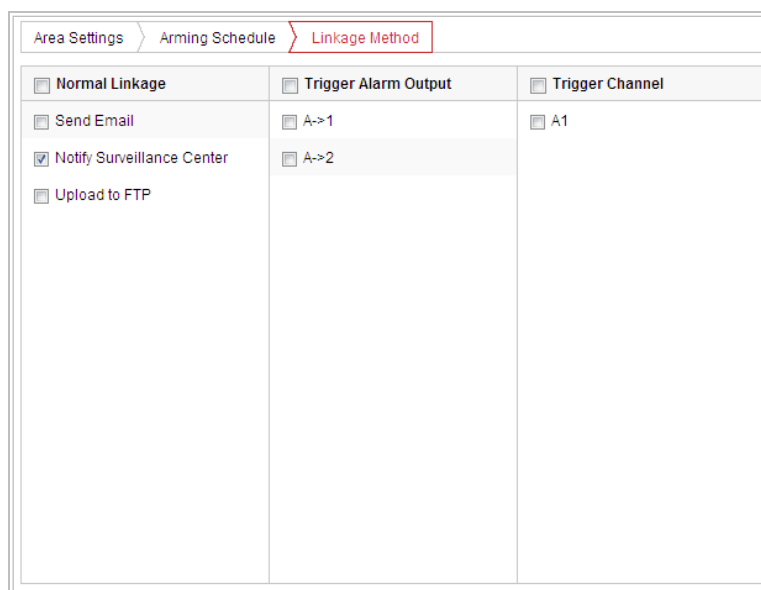 Area Settings Arming Schedule Linkage Method
Normal Linkage Trigger Alarm Output Trigger Channel
Send Email A->1 A1
Notify Surveillance Center A->2
Upload to FTP